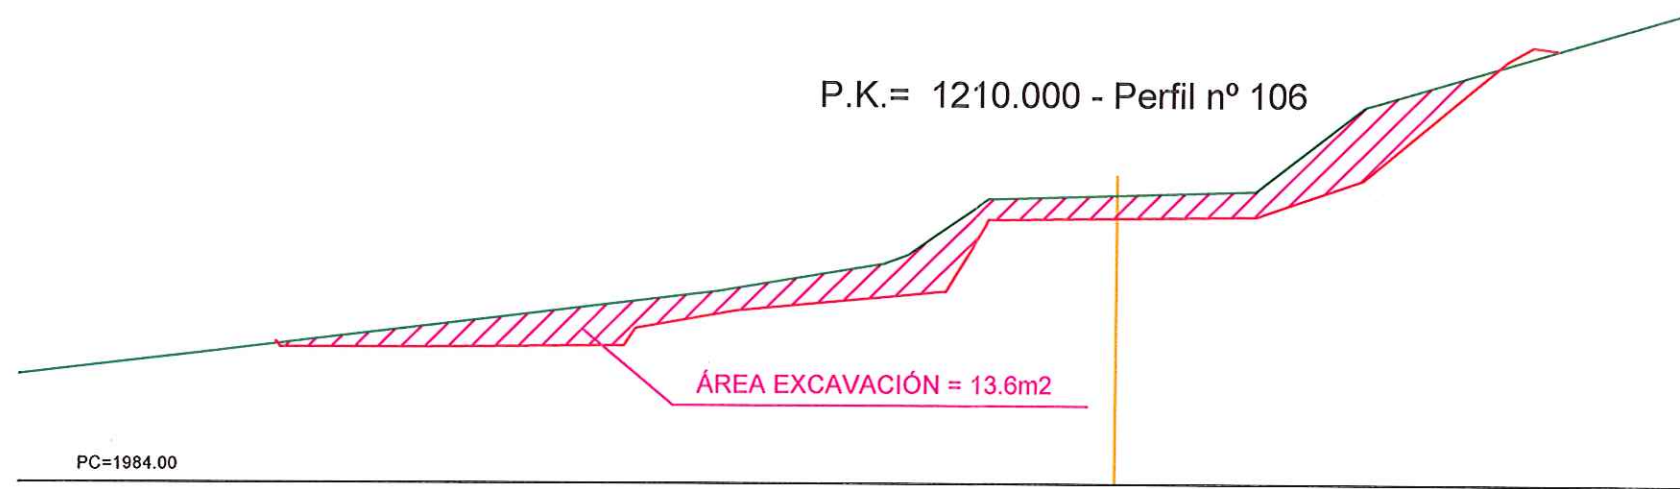 P.K.= 1210.000 - Perfil nº 106
ÁREA EXCAVACIÓN = 13.6m2
PC=1984.00